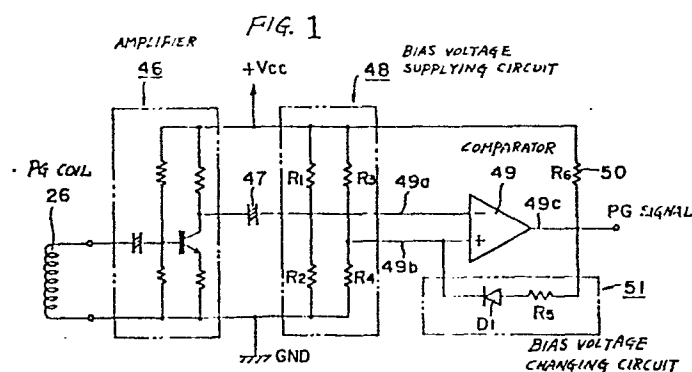 FIG. 1
AMPLIFIER
46
+Vcc
48
BIAS VOLTAGE
SUPPLYING CIRCUIT
PG COIL
26
47
R1
R3
49a
COMPARATOR
49
R6
50
49c
PG SIGNAL
-
+
49b
R2
R4
D1
R5
51
GND
BIAS VOLTAGE
CHANGING CIRCUIT